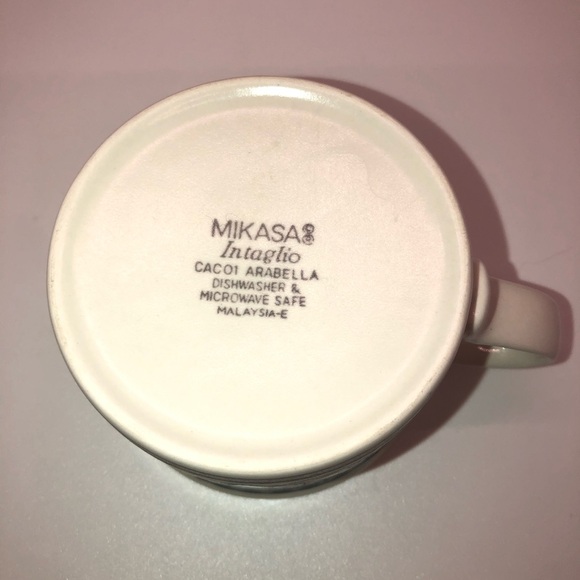 MIKASA
Intaglio
CAC01 ARABELLA
DISHWASHER &
MICROWAVE SAFE
MALAYSIA-E